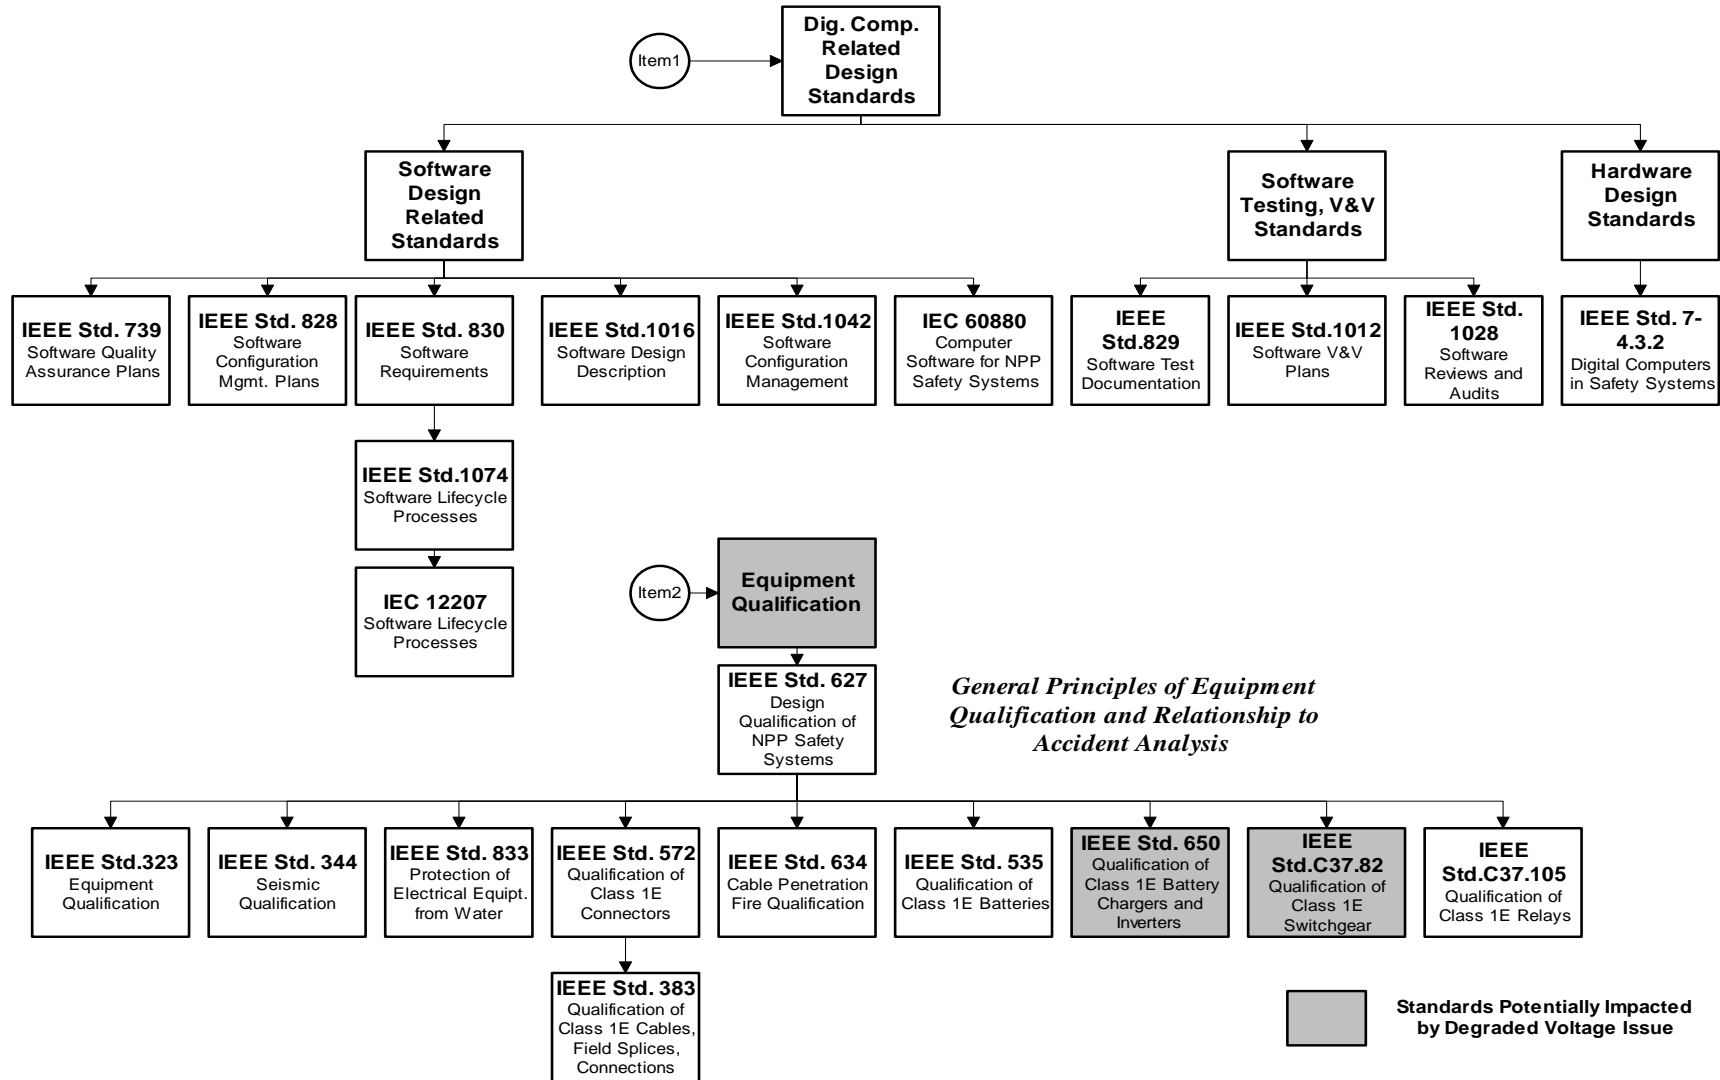 Dig. Comp.
Related
Design
Standards
Item1
Software
Design
Related
Standards
Software
Testing, V&V
Standards
Hardware
Design
Standards
IEEE Std. 739
Software Quality
Assurance Plans
IEEE Std. 828
Software
Configuration
Mgmt. Plans
IEEE Std. 830
Software
Requirements
IEEE Std.1016
Software Design
Description
IEEE Std.1042
Software
Configuration
Management
IEC 60880
Computer
Software for NPP
Safety Systems
IEEE
Std.829
Software Test
Documentation
IEEE Std.1012
Software V&V
Plans
IEEE Std.
1028
Software
Reviews and
Audits
IEEE Std. 7-
4.3.2
Digital Computers
in Safety Systems
IEEE Std.1074
Software Lifecycle
Processes
IEC 12207
Software Lifecycle
Processes
Item2
Equipment
Qualification
IEEE Std. 627
Design
Qualification of
NPP Safety
Systems
General Principles of Equipment
Qualification and Relationship to
Accident Analysis
IEEE Std.323
Equipment
Qualification
IEEE Std. 344
Seismic
Qualification
IEEE Std. 833
Protection of
Electrical Equipt.
from Water
IEEE Std. 572
Qualification of
Class 1E
Connectors
IEEE Std. 634
Cable Penetration
Fire Qualification
IEEE Std. 535
Qualification of
Class 1E Batteries
IEEE Std. 650
Qualification of
Class 1E Battery
Chargers and
Inverters
IEEE
Std.C37.82
Qualification of
Class 1E
Switchgear
IEEE
Std.C37.105
Qualification of
Class 1E Relays
IEEE Std. 383
Qualification of
Class 1E Cables,
Field Splices,
Connections
Standards Potentially Impacted
by Degraded Voltage Issue